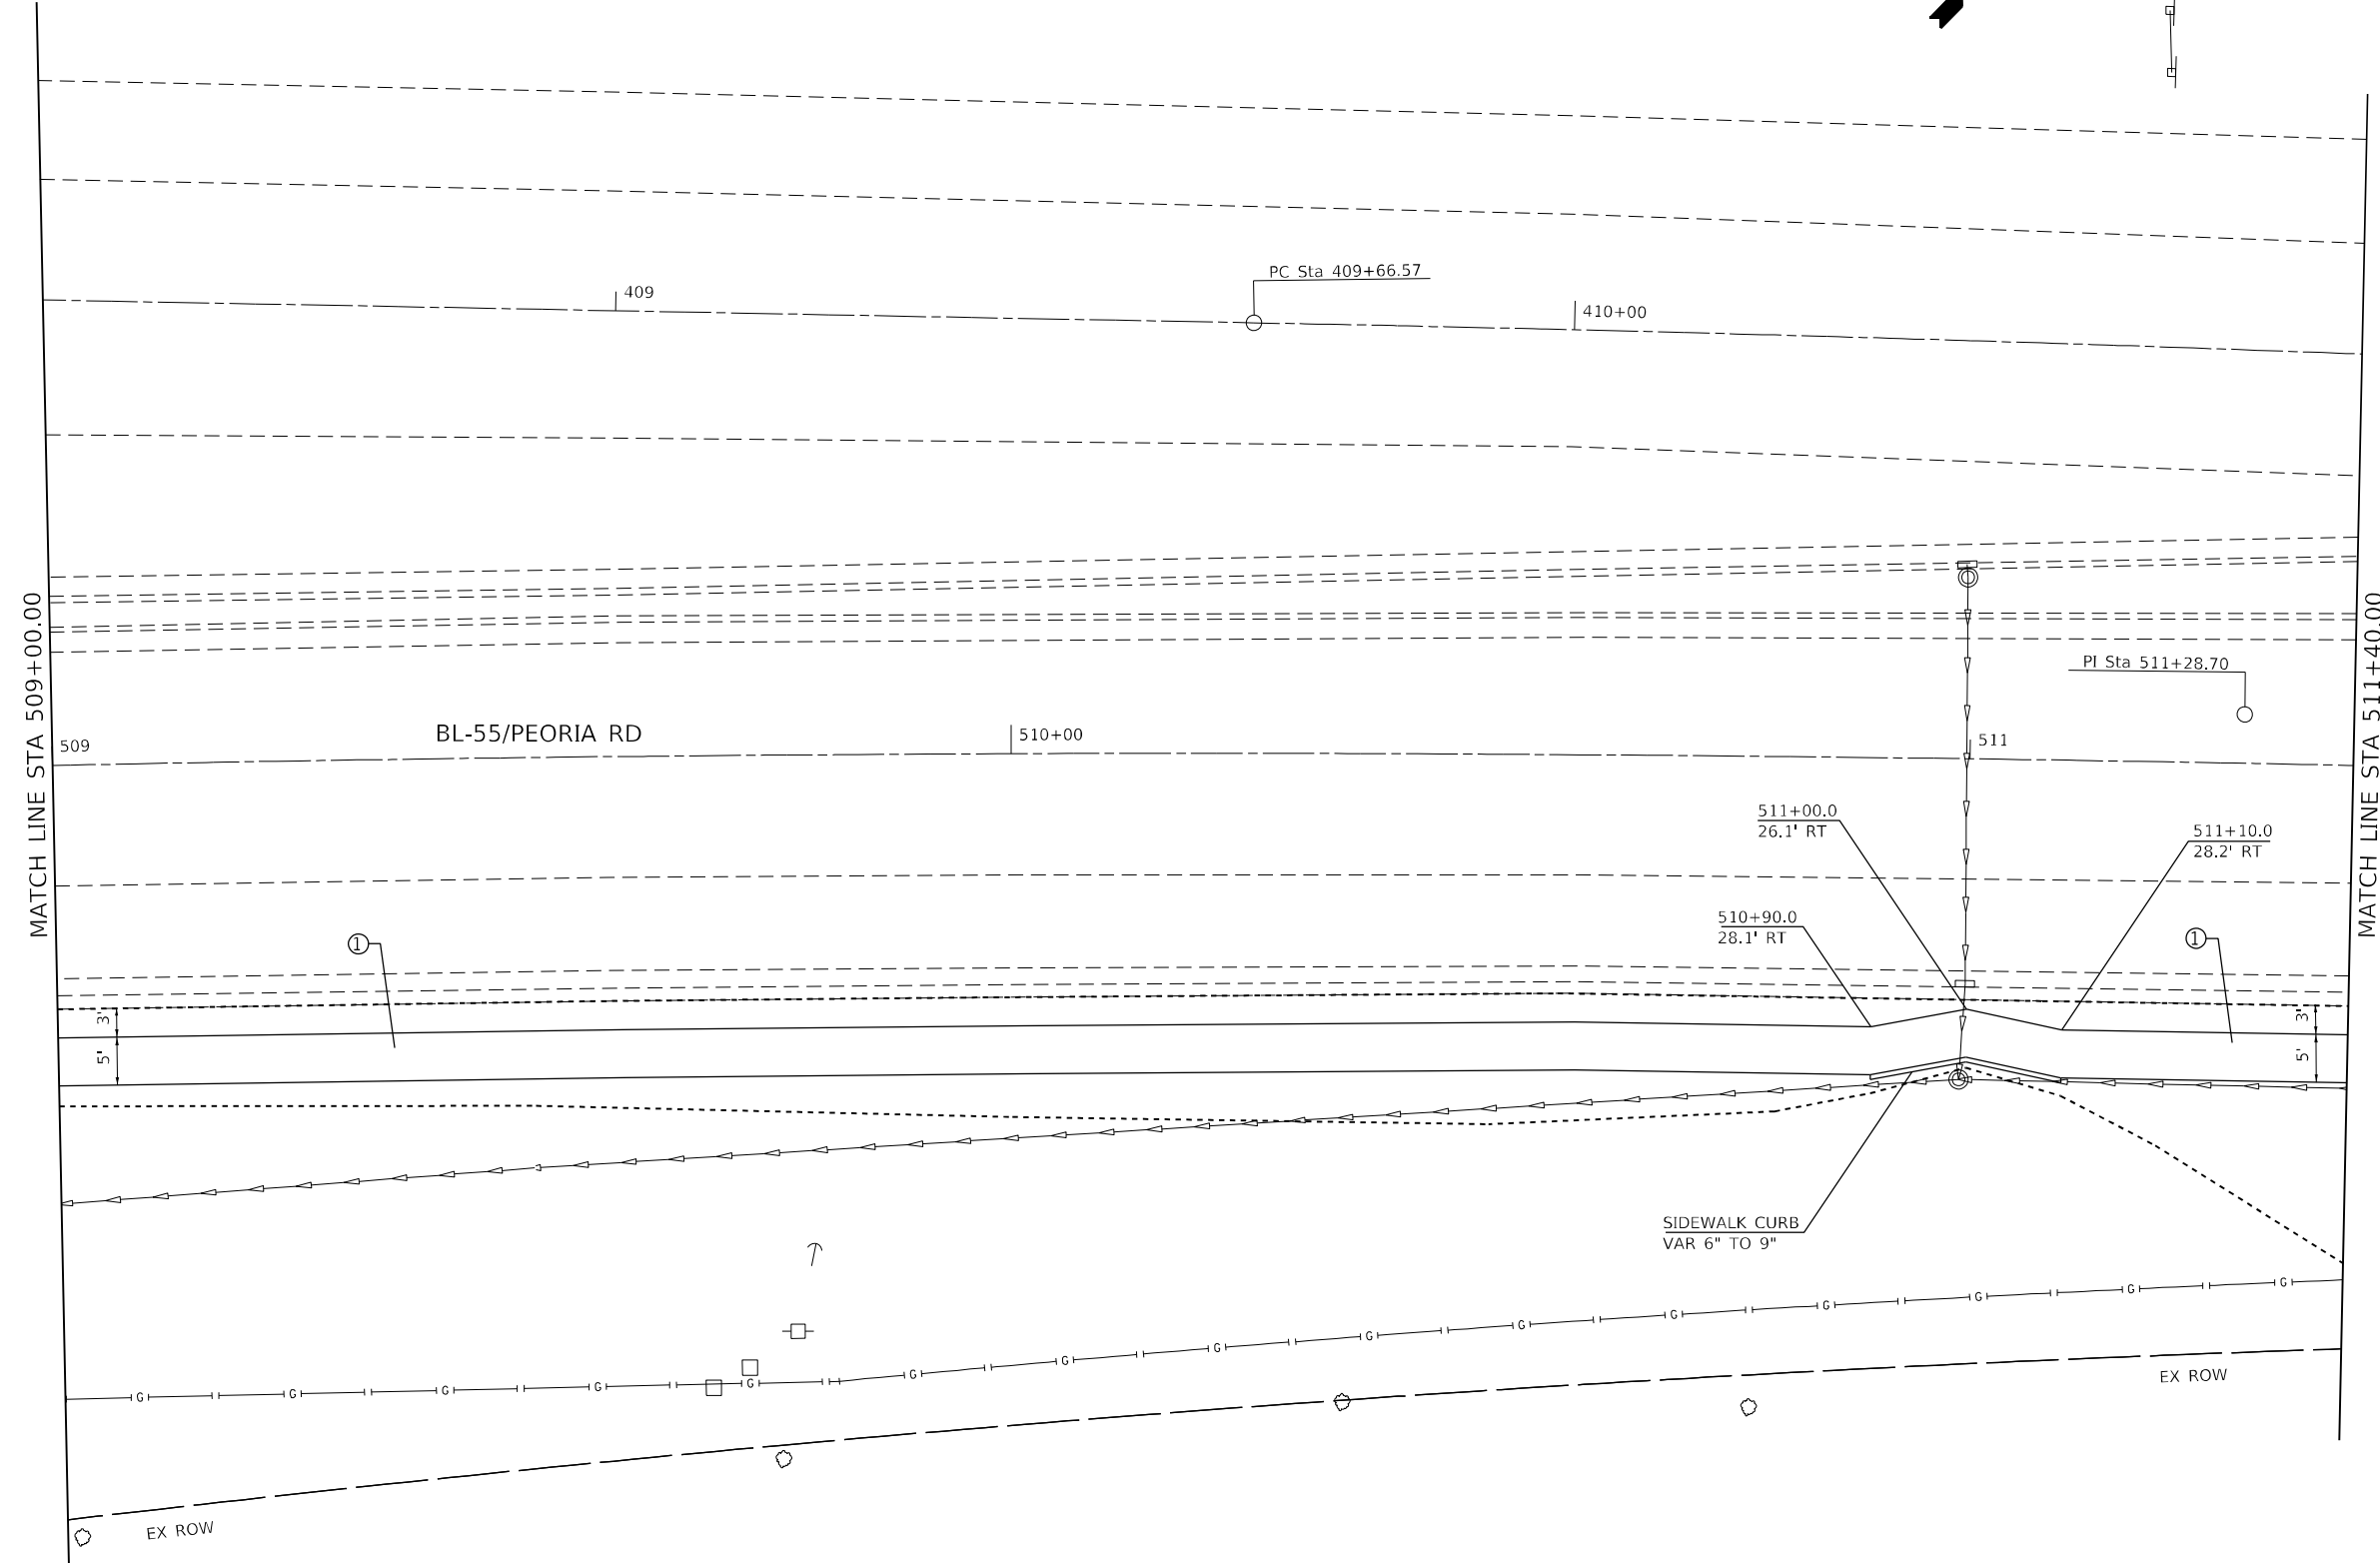 PC Sta 409+66.57
409
410+00
MATCH LINE STA 509+00.00
MATCH LINE STA 511+40.00
PI Sta 511+28.70
509
BL-55/PEORIA RD
510+00
511
511+00.0
26.1' RT
511+10.0
28.2' RT
510+90.0
28.1' RT
1
1
3'
5'
3'
5'
SIDEWALK CURB
VAR 6" TO 9"
G G G G G G G G G G G G G G G
EX ROW
EX ROW